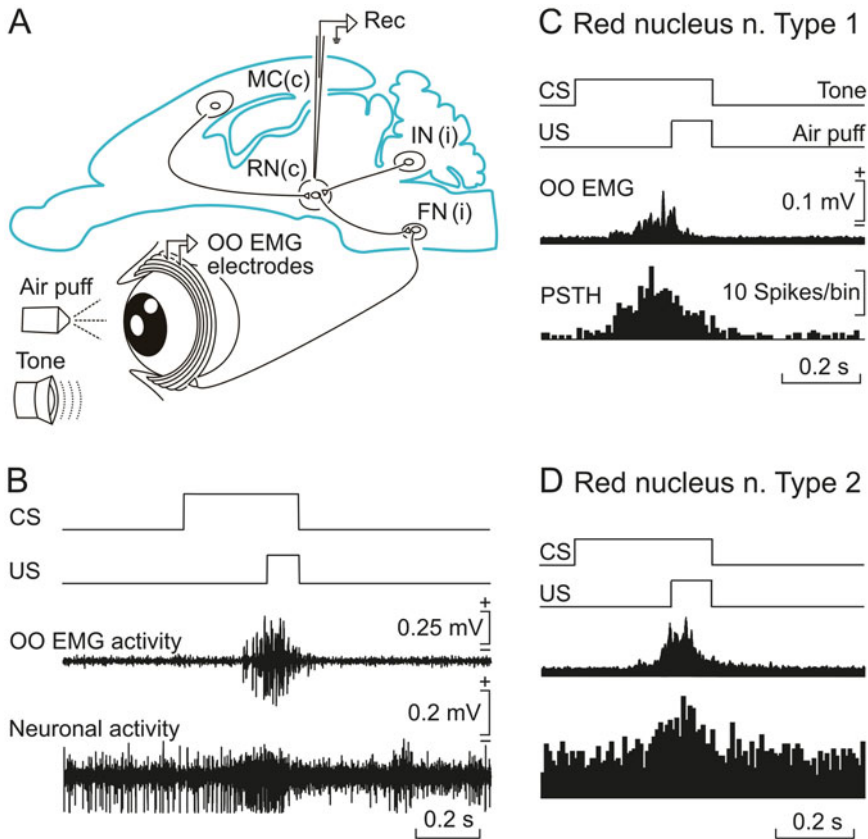 A
Rec
MC(c)
IN (i)
RN(c)
FN (i)
OO EMG
electrodes
Air puff
Tone
B
CS
US
OO EMG activity
+
0.25 mV
−
+
0.2 mV
−
Neuronal activity
0.2 s
C Red nucleus n. Type 1
CS
Tone
US
Air puff
OO EMG
+
0.1 mV
−
PSTH
10 Spikes/bin
0.2 s
D Red nucleus n. Type 2
CS
US
0.2 s